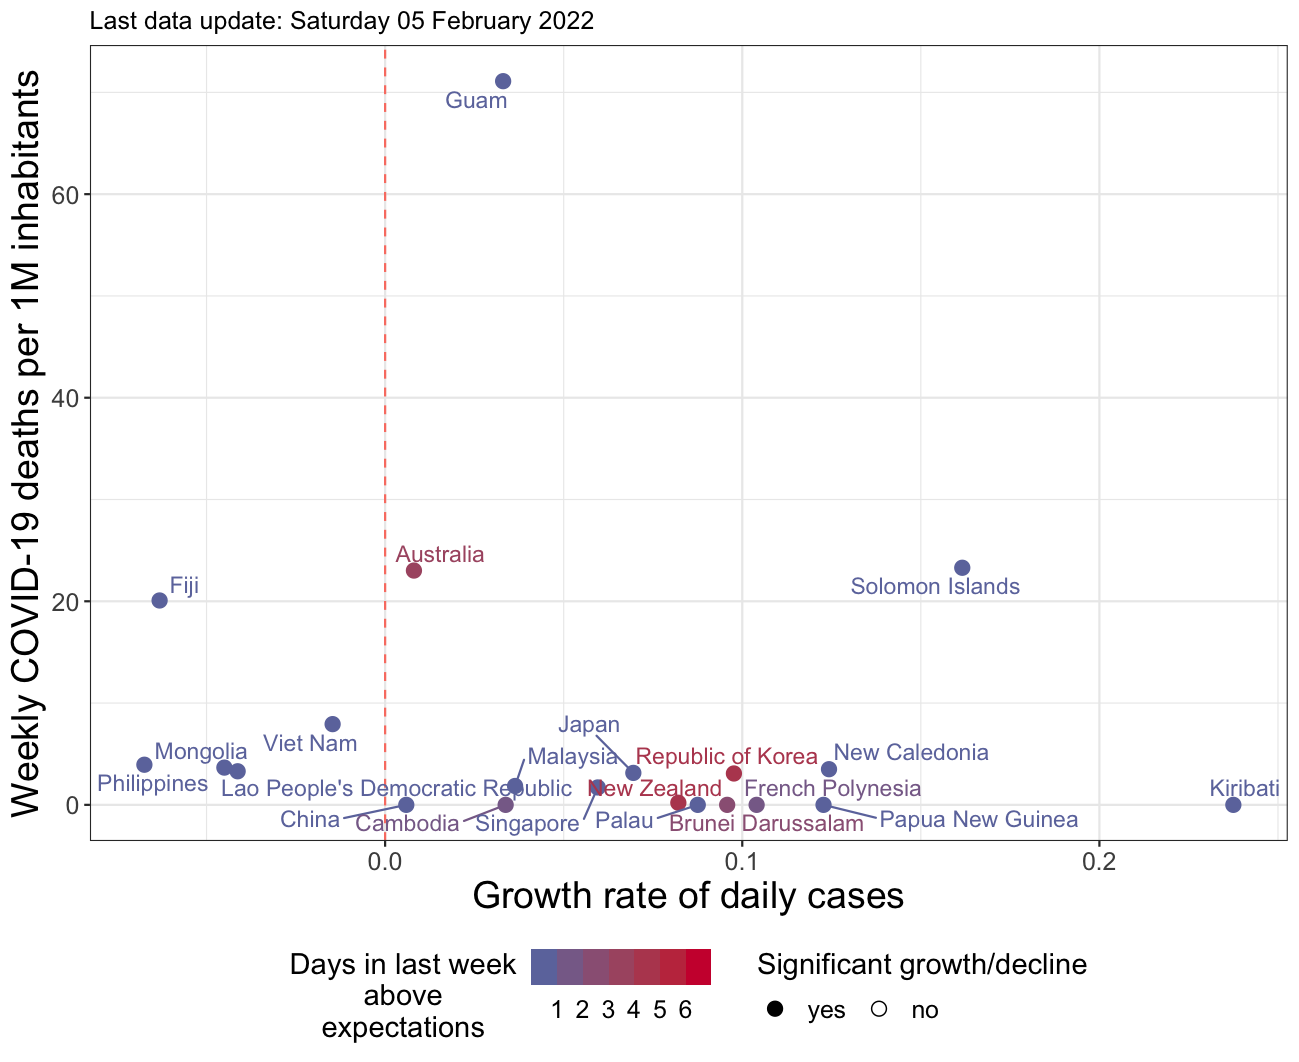 Last data update: Saturday 05 February 2022
Weekly COVID-19 deaths per 1M inhabitants
60
40
20
0
Guam
Australia
Fiji
Solomon Islands
Japan
Viet Nam
Mongolia
Malaysia
Republic of Korea
New Caledonia
Philippines
Lao People's Democratic Republic
New Zealand
French Polynesia
Kiribati
China
Cambodia
Singapore
Palau
Brunei Darussalam
Papua New Guinea
0.0
0.1
0.2
Growth rate of daily cases
Days in last week
above
expectations
1 2 3 4 5 6
Significant growth/decline
yes
no